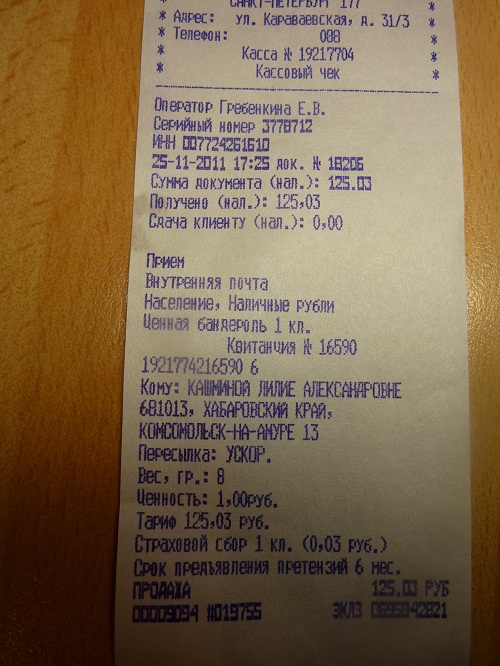 * САНКТ-ПЕТЕРБУРГ 177 *
* Адрес: ул. Караваевская, д. 31/3 *
* Телефон: 088 *
* Касса № 19217704 *
* Кассовый чек *
Оператор Гребенкина Е.В.
Серийный номер 3778712
ИНН 007724261610
25-11-2011 17:25 док. № 18206
Сумма документа (нал.): 125.03
Получено (нал.): 125,03
Сдача клиенту (нал.): 0,00
Прием
Внутренняя почта
Население, Наличные рубли
Ценная бандероль 1 кл.
Квитанция № 16590
1921774216590 6
Кому: КАШМИНОЙ ЛИЛИЕ АЛЕКСАНДРОВНЕ
681013, ХАБАРОВСКИЙ КРАЙ,
КОМСОМОЛЬСК-НА-АМУРЕ 13
Пересылка: УСКОР.
Вес, гр.: 8
Ценность: 1,00руб.
Тариф 125,03 руб.
Страховой сбор 1 кл. (0,03 руб.)
Срок предъявления претензий 6 мес.
ПРОДАЖА 125.03 РУБ
00009094 #019755 ЭКЛЗ 0695842821